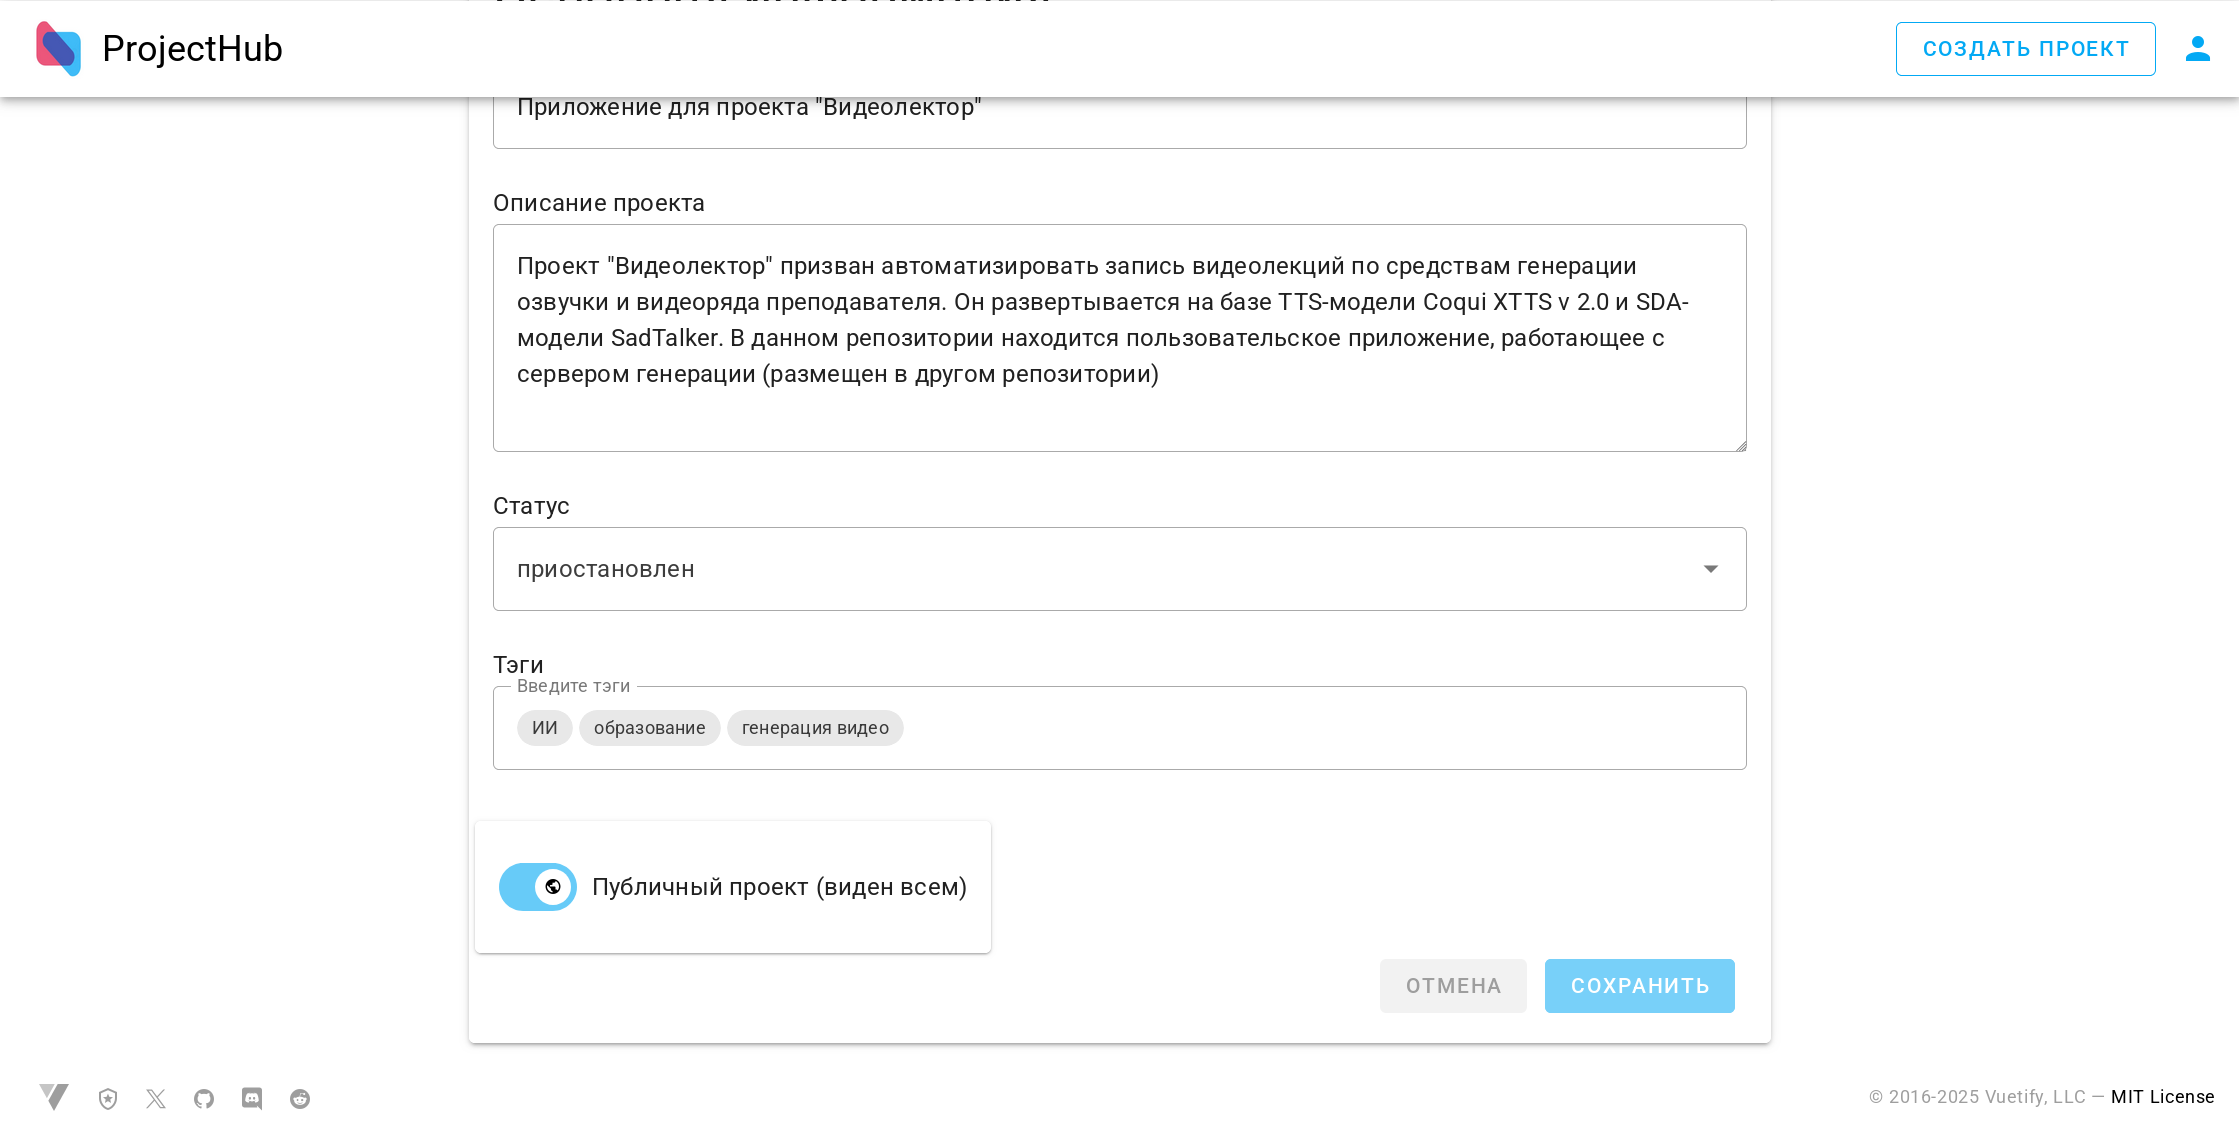 ProjectHub
СОЗДАТЬ ПРОЕКТ
Приложение для проекта "Видеолектор"
Описание проекта
Проект "Видеолектор" призван автоматизировать запись видеолекций по средствам генерации
озвучки и видеоряда преподавателя. Он развертывается на базе TTS-модели Coqui XTTS v 2.0 и SDA-
модели SadTalker. В данном репозитории находится пользовательское приложение, работающее с
сервером генерации (размещен в другом репозитории)
Статус
приостановлен
Тэги
Введите тэги
ИИ образование генерация видео
Публичный проект (виден всем)
ОТМЕНА СОХРАНИТЬ
© 2016-2025 Vuetify, LLC — MIT License